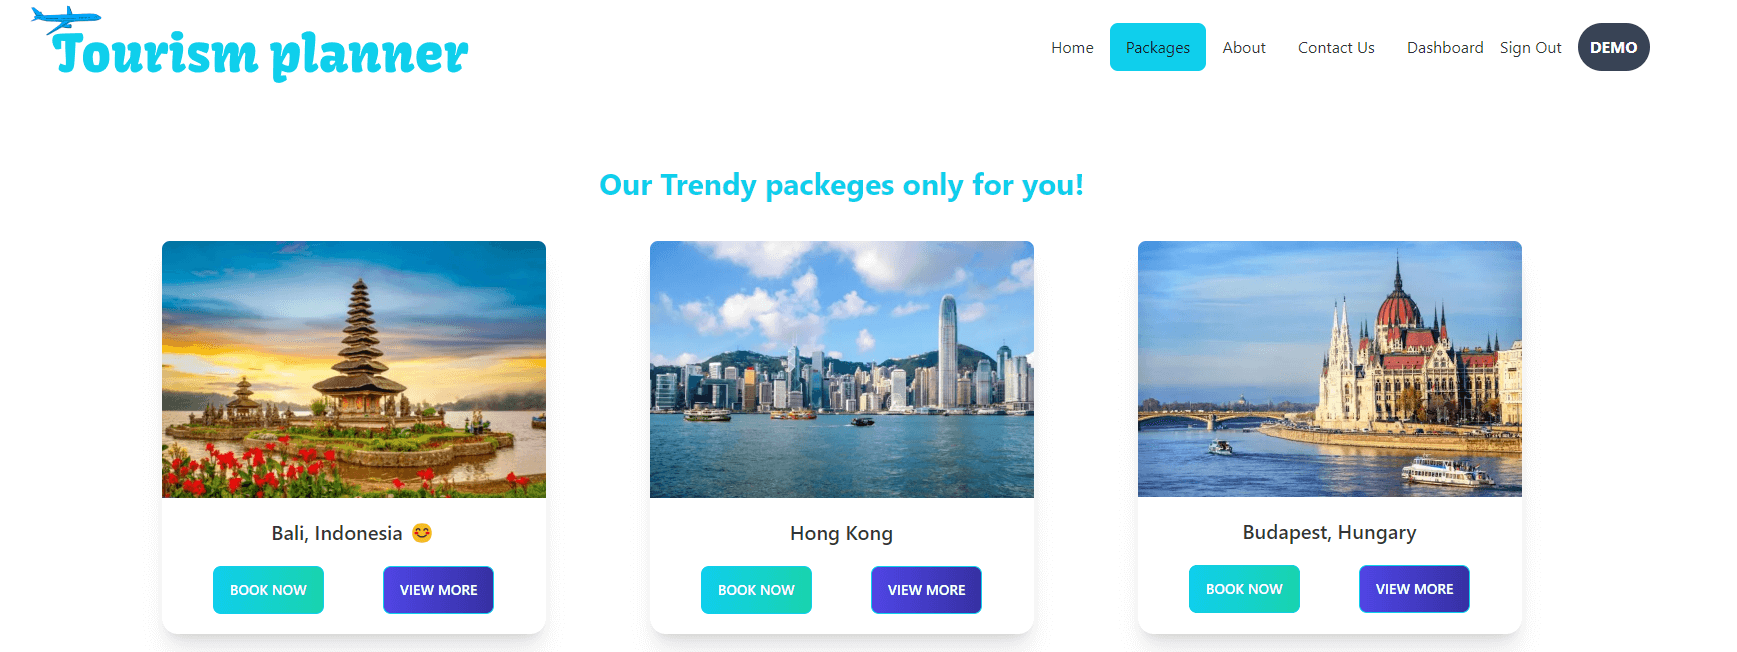 Tourism planner
Home Packages About Contact Us Dashboard Sign Out DEMO
Our Trendy packeges only for you!
Bali, Indonesia 😊
BOOK NOW VIEW MORE
Hong Kong
BOOK NOW VIEW MORE
Budapest, Hungary
BOOK NOW VIEW MORE